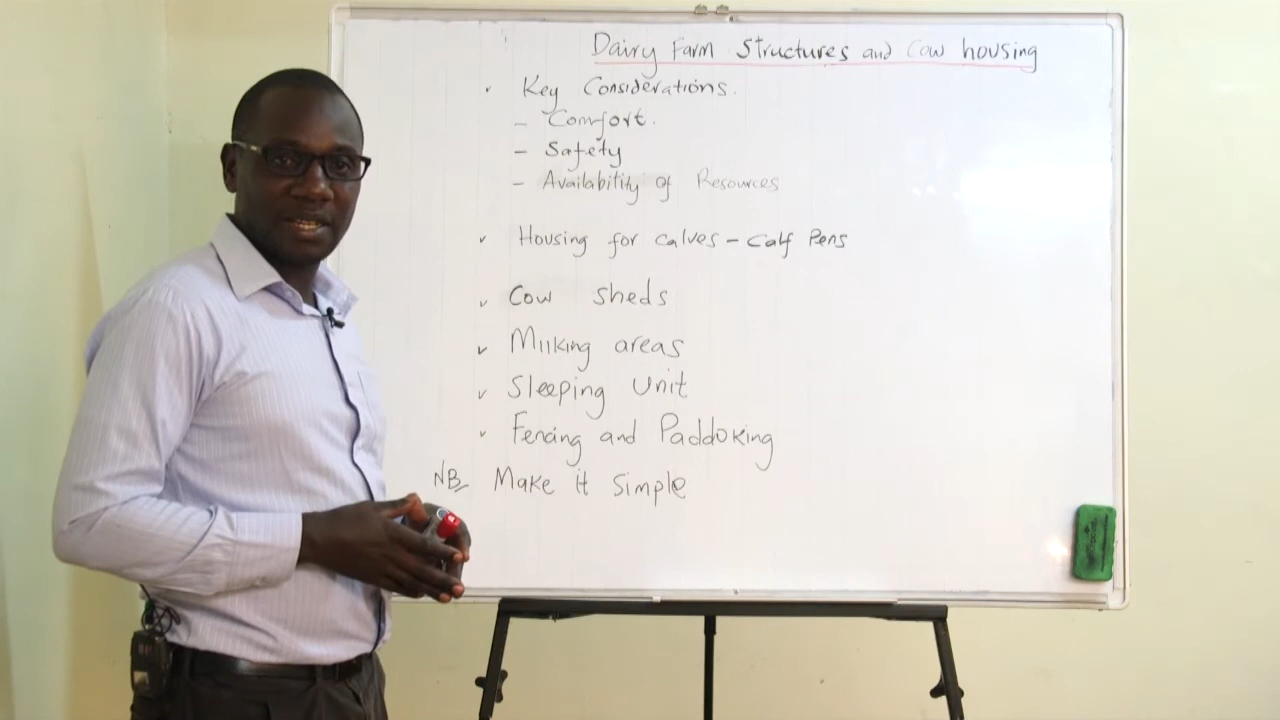 Dairy Farm Structures and Cow housing
Key Considerations.
- Comfort.
- Safety
- Availability of Resources
Housing for calves - Calf Pens
Cow Sheds
Milking areas
Sleeping Unit
Fencing and Paddoking
NB Make it Simple